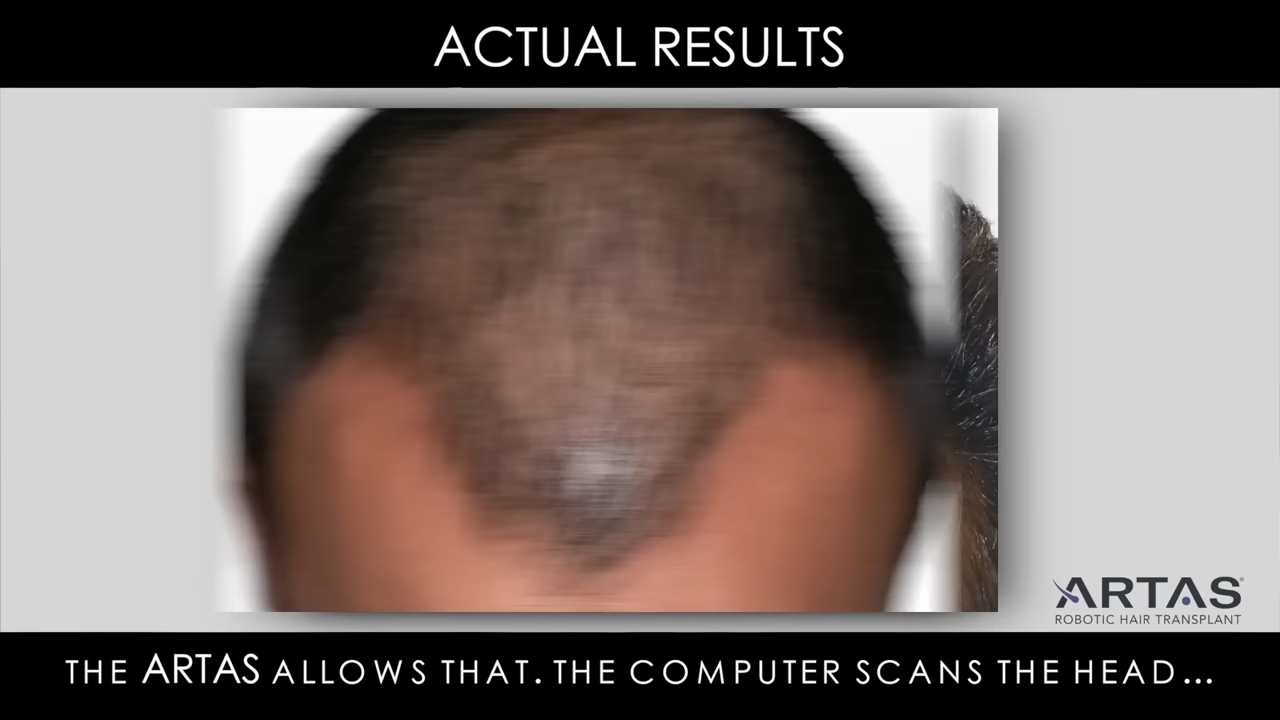 ACTUAL RESULTS
ARTAS®
ROBOTIC HAIR TRANSPLANT
THE ARTAS ALLOWS THAT. THE COMPUTER SCANS THE HEAD...